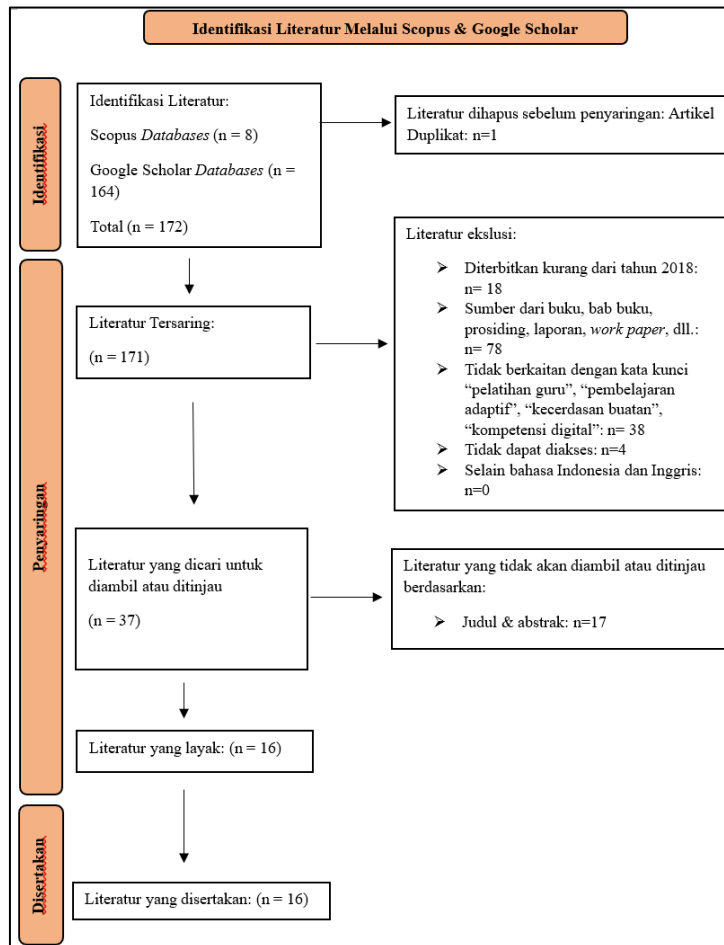 Identifikasi Literatur Melalui Scopus & Google Scholar
Identifikasi
Identifikasi Literatur:
Scopus Databases (n = 8)
Google Scholar Databases (n =
164)
Total (n = 172)
Literatur dihapus sebelum penyaringan: Artikel
Duplikat: n=1
Penyaringan
Literatur Tersaring:
(n = 171)
Literatur ekslusi:
➢ Diterbitkan kurang dari tahun 2018:
n= 18
➢ Sumber dari buku, bab buku,
prosiding, laporan, work paper, dll.:
n= 78
➢ Tidak berkaitan dengan kata kunci
“pelatihan guru”, “pembelajaran
adaptif”, “kecerdasan buatan”,
“kompetensi digital”: n= 38
➢ Tidak dapat diakses: n=4
➢ Selain bahasa Indonesia dan Inggris:
n=0
Literatur yang dicari untuk
diambil atau ditinjau
(n = 37)
Literatur yang tidak akan diambil atau ditinjau
berdasarkan:
➢ Judul & abstrak: n=17
Literatur yang layak: (n = 16)
Disertakan
Literatur yang disertakan: (n = 16)